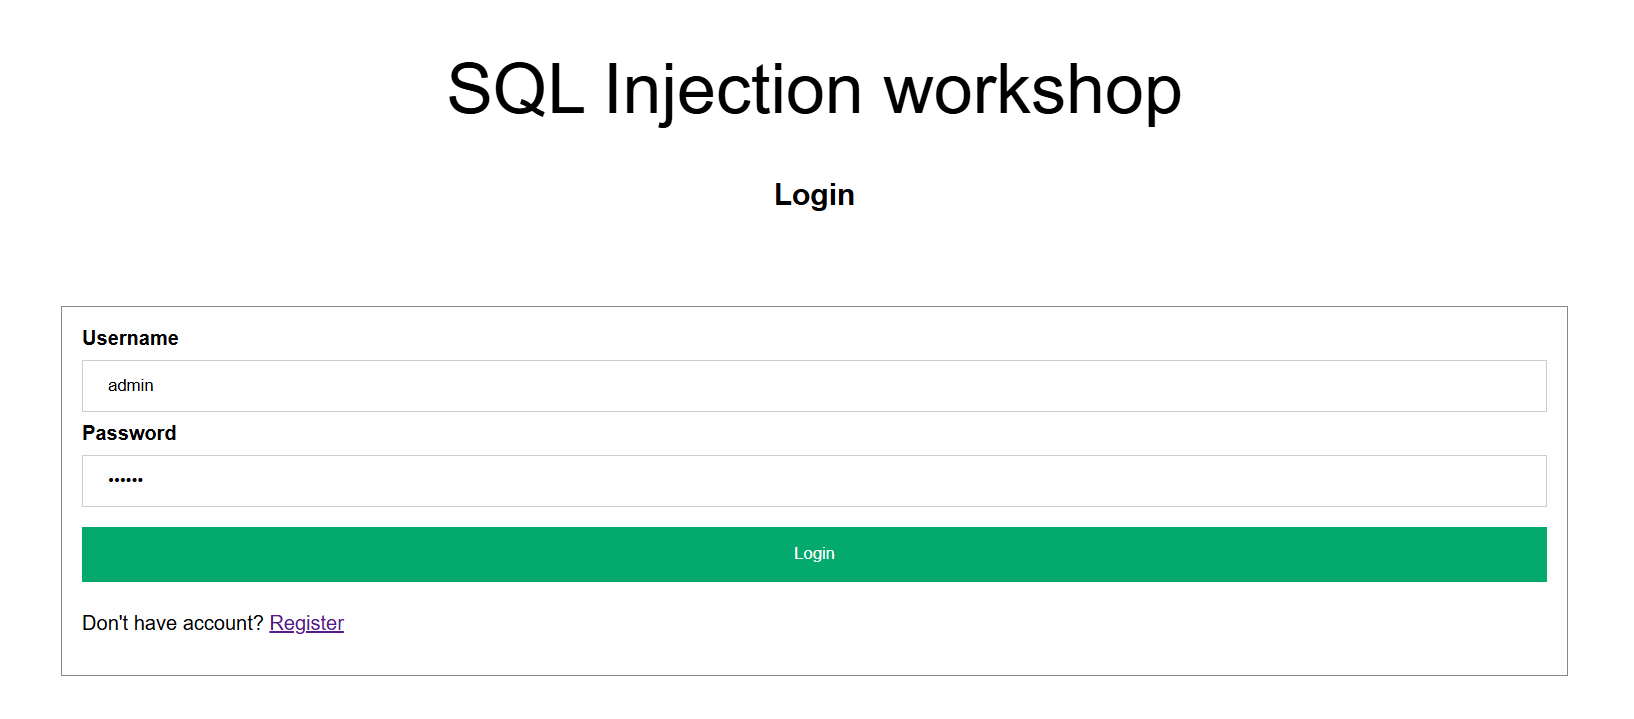 SQL Injection workshop
Login
Username
admin
Password
••••••
Login
Don't have account? Register